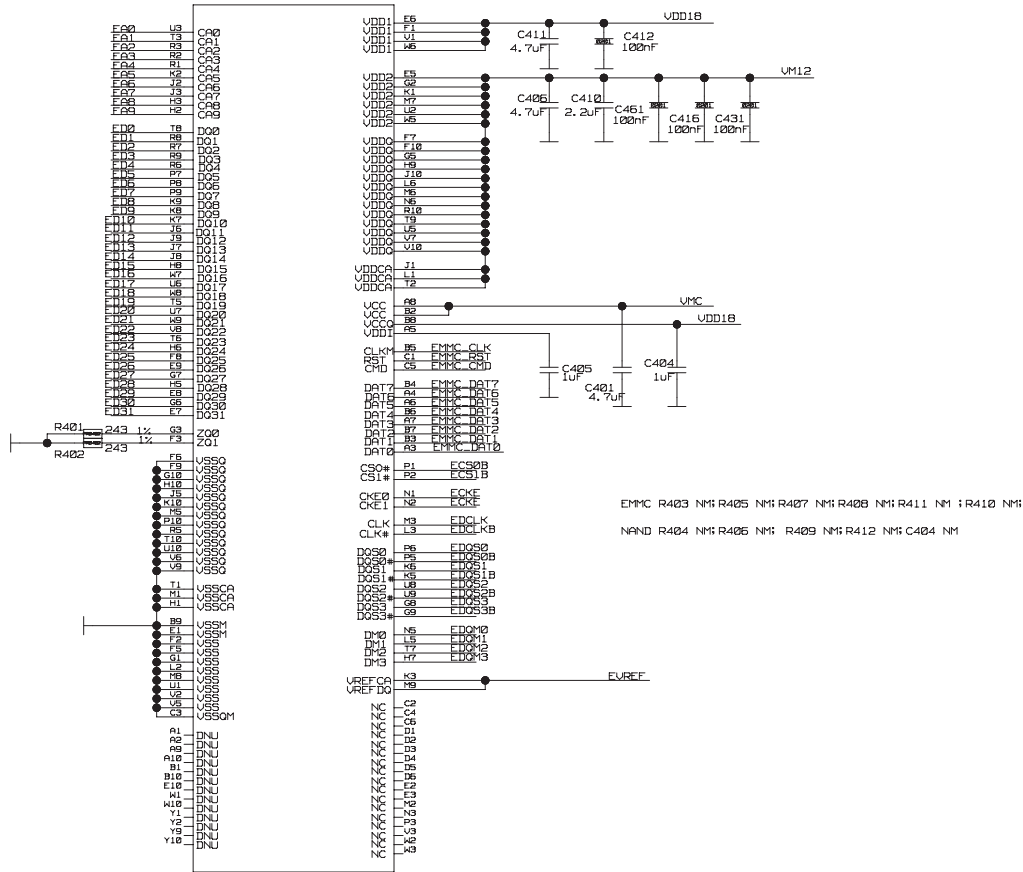 EA0 U3 CA0
EA1 T3 CA1
EA2 R3 CA2
EA3 R2 CA3
EA4 R1 CA4
EA5 K2 CA5
EA6 J2 CA6
EA7 J3 CA7
EA8 H3 CA8
EA9 H2 CA9
ED0 T8 DQ0
ED1 R8 DQ1
ED2 R7 DQ2
ED3 R9 DQ3
ED4 R6 DQ4
ED5 P7 DQ5
ED6 P8 DQ6
ED7 P9 DQ7
ED8 K9 DQ8
ED9 K8 DQ9
ED10 K7 DQ10
ED11 J6 DQ11
ED12 J9 DQ12
ED13 J7 DQ13
ED14 J8 DQ14
ED15 H8 DQ15
ED16 W7 DQ16
ED17 U6 DQ17
ED18 W8 DQ18
ED19 T5 DQ19
ED20 U7 DQ20
ED21 W9 DQ21
ED22 V8 DQ22
ED23 T6 DQ23
ED24 H6 DQ24
ED25 F8 DQ25
ED26 E9 DQ26
ED27 G7 DQ27
ED28 H5 DQ28
ED29 E8 DQ29
ED30 G6 DQ30
ED31 E7 DQ31
R401 243 1% G3 ZQ0
R402 243 1% F3 ZQ1
F6 VSSQ
F9 VSSQ
G10 VSSQ
H10 VSSQ
J5 VSSQ
K10 VSSQ
M5 VSSQ
P10 VSSQ
R5 VSSQ
T10 VSSQ
U10 VSSQ
V6 VSSQ
V9 VSSQ
T1 VSSCA
M1 VSSCA
H1 VSSCA
B9 VSSM
E1 VSSM
F2 VSS
F5 VSS
G1 VSS
L2 VSS
M8 VSS
U1 VSS
V2 VSS
V5 VSS
C3 VSSQM
A1 DNU
A2 DNU
A9 DNU
A10 DNU
B1 DNU
B10 DNU
E10 DNU
W1 DNU
W10 DNU
Y1 DNU
Y2 DNU
Y9 DNU
Y10 DNU
VDD1 E6 VDD18
VDD1 F1
VDD1 V1
VDD1 W6
C411 4.7uF
C412 100nF
VDD2 E5 VM12
VDD2 G2
VDD2 K1
VDD2 M7
VDD2 U2
VDD2 W5
C406 4.7uF
C410 2.2uF
C461 100nF
C416 100nF
C431 100nF
VDDQ F7
VDDQ F10
VDDQ G5
VDDQ H9
VDDQ J10
VDDQ L6
VDDQ M6
VDDQ N6
VDDQ R10
VDDQ T9
VDDQ U5
VDDQ V7
VDDQ V10
VDDCA J1
VDDCA L1
VDDCA T2
VCC A8 VMC
VCC B2
VCCQ B8 VDD18
VDDI A5
C405 1uF
C401 4.7uF
C404 1uF
CLKM B5 EMMC_CLK
RST C1 EMMC_RST
CMD C5 EMMC_CMD
DAT7 B4 EMMC_DAT7
DAT6 A4 EMMC_DAT6
DAT5 A6 EMMC_DAT5
DAT4 B6 EMMC_DAT4
DAT3 A7 EMMC_DAT3
DAT2 B7 EMMC_DAT2
DAT1 B3 EMMC_DAT1
DAT0 A3 EMMC_DAT0
CS0# P1 ECS0B
CS1# P2 ECS1B
CKE0 N1 ECKE
CKE1 N2 ECKE
CLK M3 EDCLK
CLK# L3 EDCLKB
DQS0 P6 EDQS0
DQS0# P5 EDQS0B
DQS1 K6 EDQS1
DQS1# K5 EDQS1B
DQS2 U8 EDQS2
DQS2# U9 EDQS2B
DQS3 G8 EDQS3
DQS3# G9 EDQS3B
DM0 N5 EDQM0
DM1 L5 EDQM1
DM2 T7 EDQM2
DM3 H7 EDQM3
VREFCA K3 EVREF
VREFDQ M9
NC C2
NC C4
NC C6
NC D1
NC D2
NC D3
NC D4
NC D5
NC D6
NC E2
NC E3
NC M2
NC N3
NC P3
NC V3
NC W2
NC W3
EMMC R403 NM; R405 NM; R407 NM; R408 NM; R411 NM ; R410 NM;
NAND R404 NM; R406 NM; R409 NM; R412 NM; C404 NM